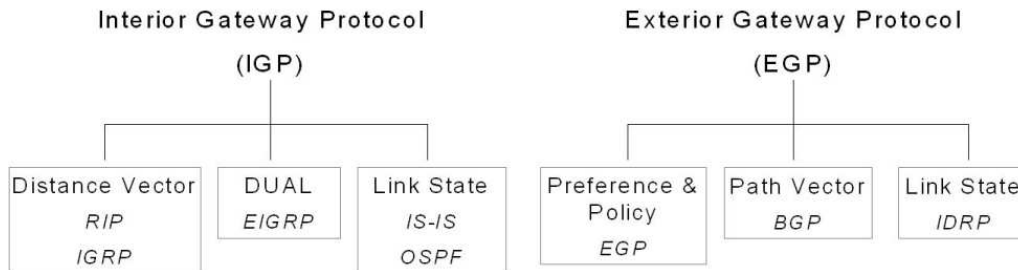 Interior Gateway Protocol
(IGP)
Distance Vector
RIP
IGRP
DUAL
EIGRP
Link State
IS-IS
OSPF
Exterior Gateway Protocol
(EGP)
Preference &
Policy
EGP
Path Vector
BGP
Link State
IDRP